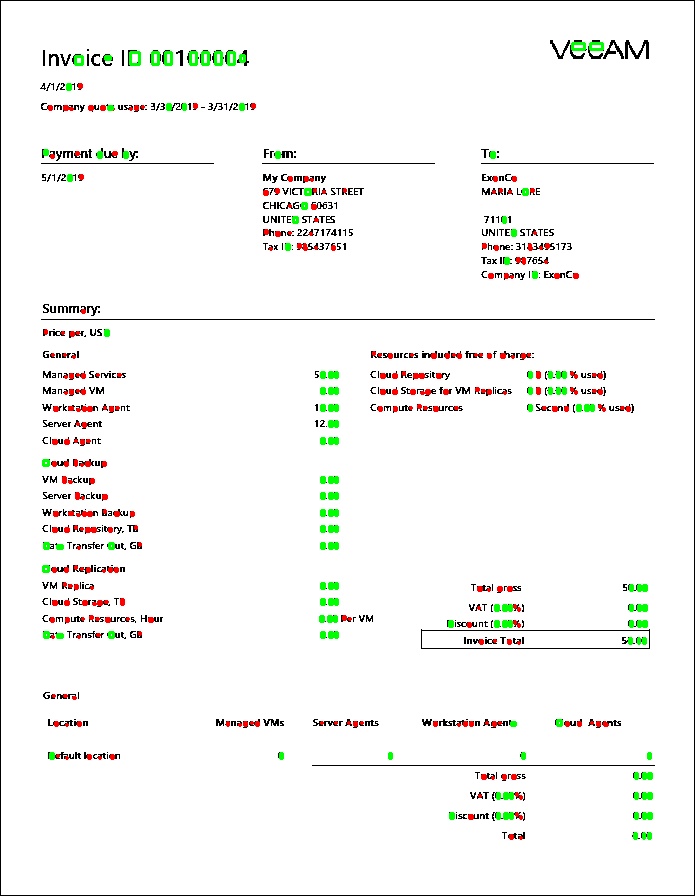 Invoice ID 00100004
VeeAM
4/1/2019
Company quota usage: 3/30/2019 - 3/31/2019
Payment due by:
From:
To:
5/1/2019
My Company
679 VICTORIA STREET
CHICAGO 60631
UNITED STATES
Phone: 2247174115
Tax ID:
ExonCo
MARIA LORE
71101
UNITED STATES
Phone:
Tax ID: 987654
Company ID: ExonCo
Summary:
Price per, USD
General
Managed Services 50.00
Managed VM 0.00
Workstation Agent 10.00
Server Agent 12.00
Cloud Agent 0.00
Resources included free of charge:
Cloud Repository 0 B (0.00 % used)
Cloud Storage for VM Replicas 0 B (0.00 % used)
Compute Resources 0 Second (0.00 % used)
Cloud Backup
VM Backup 0.00
Server Backup 0.00
Workstation Backup 0.00
Cloud Repository, TB 0.00
Data Transfer Out, GB 0.00
Cloud Replication
VM Replica 0.00
Cloud Storage, TB 0.00
Compute Resources, Hour 0.00 Per VM
Data Transfer Out, GB 0.00
Total gross 50.00
VAT (0.00%) 0.00
Discount (0.00%) 0.00
Invoice Total 50.00
General
Location Managed VMs Server Agents Workstation Agents Cloud Agents
Default location 0 0 0 0
Total gross 0.00
VAT (0.00%) 0.00
Discount (0.00%) 0.00
Total 0.00